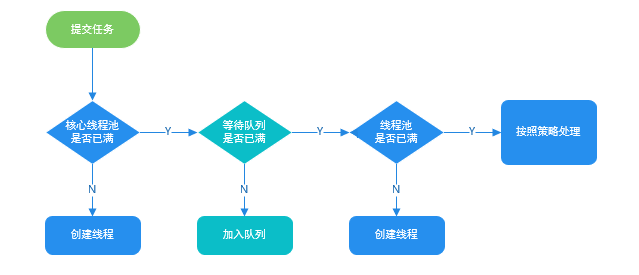 提交任务
核心线程池
是否已满
Y
等待队列
是否已满
Y
线程池
是否已满
Y
按照策略处理
N
N
N
创建线程
加入队列
创建线程